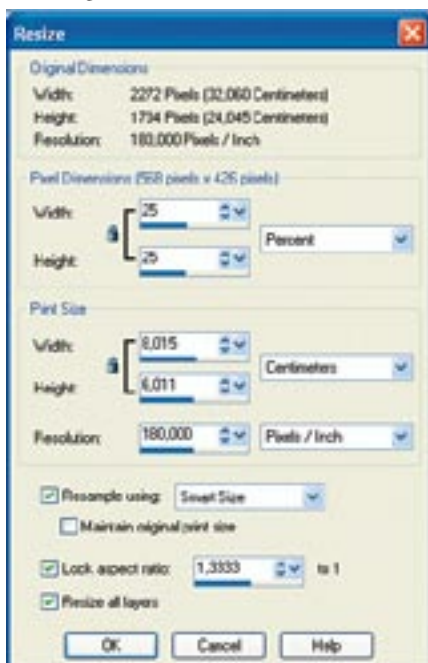 Resize
Original Dimensions
Width: 2272 Pixels (32,060 Centimeters)
Height: 1704 Pixels (24,045 Centimeters)
Resolution: 180,000 Pixels / Inch
Pixel Dimensions (568 pixels x 426 pixels)
Width: 25
Percent
Height: 25
Print Size
Width: 8,015
Centimeters
Height: 6,011
Resolution: 180,000 Pixels / Inch
Resample using: Smart Size
Maintain original print size
Lock aspect ratio: 1,3333 to 1
Resize all layers
OK Cancel Help